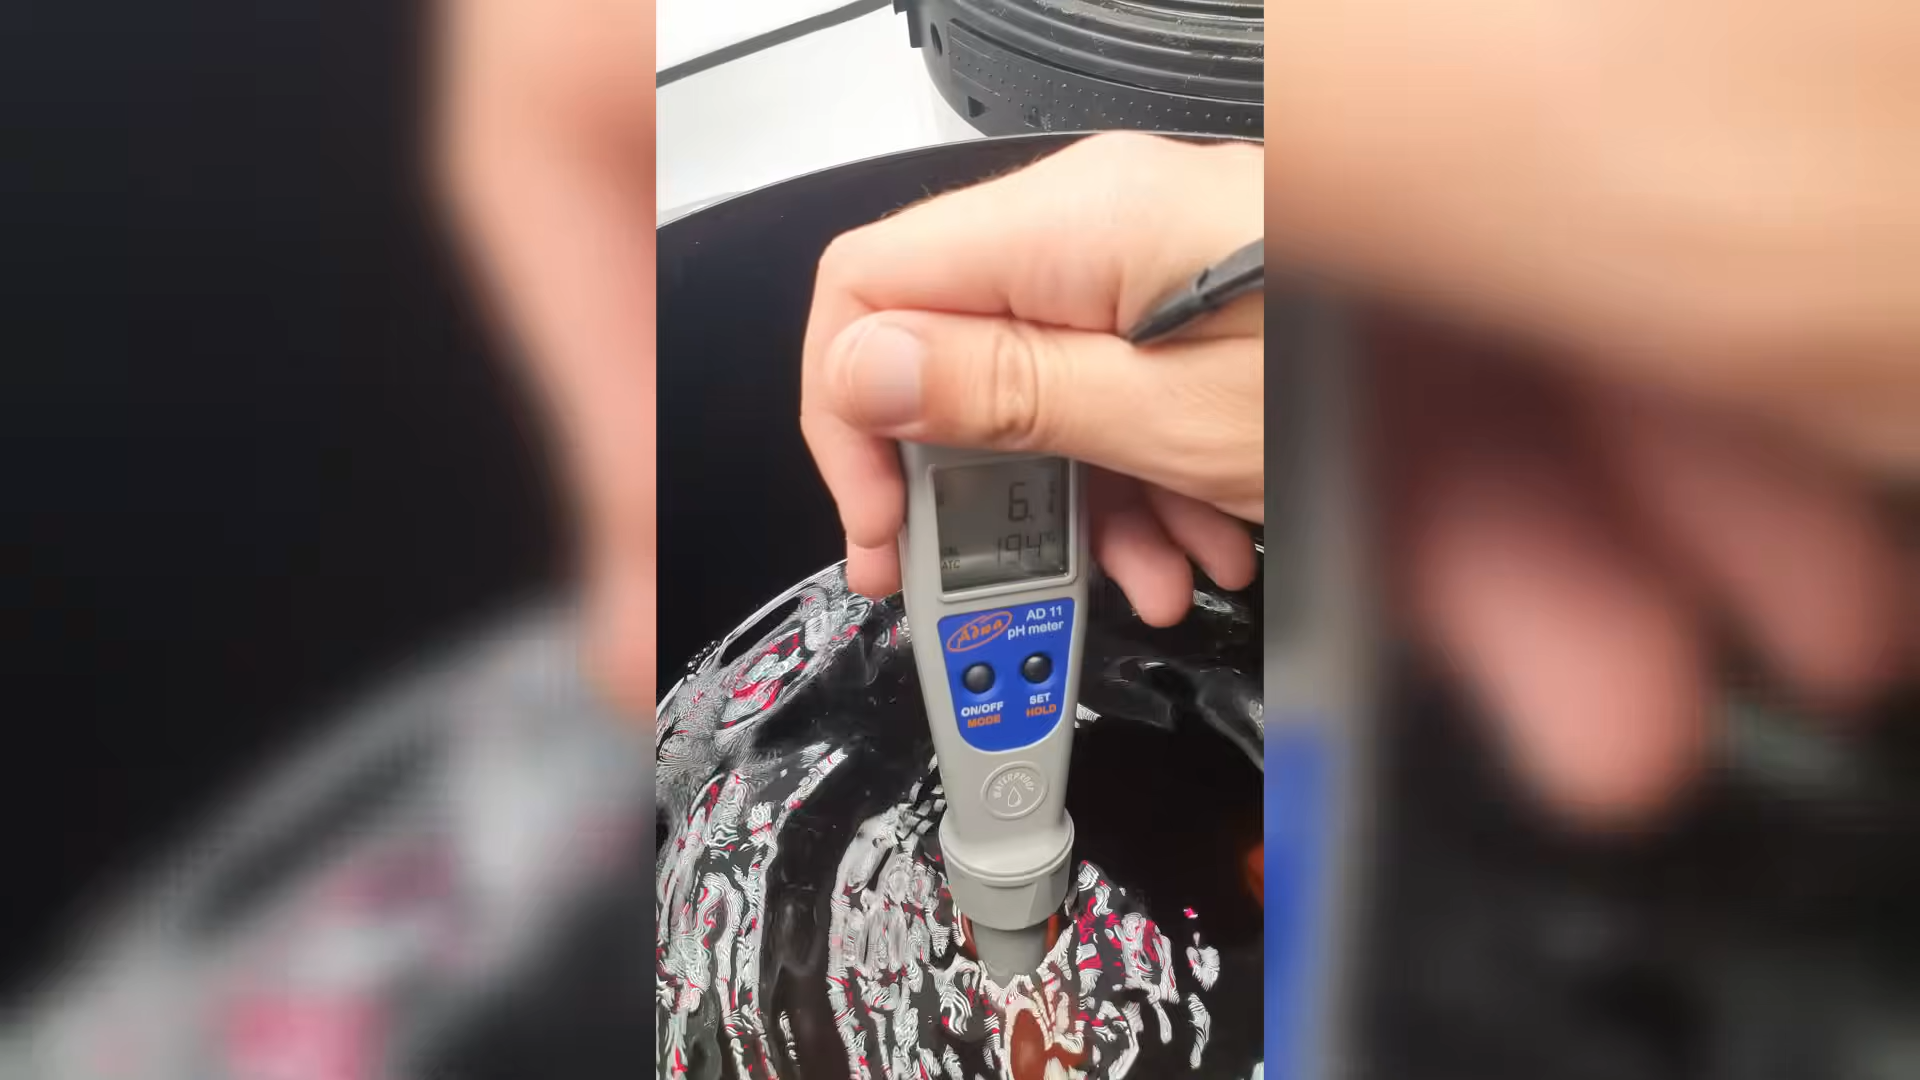 6.1
19.4°C
ATC
Adwa
AD 11
pH meter
ON/OFF
MODE
SET
HOLD
WATERPROOF